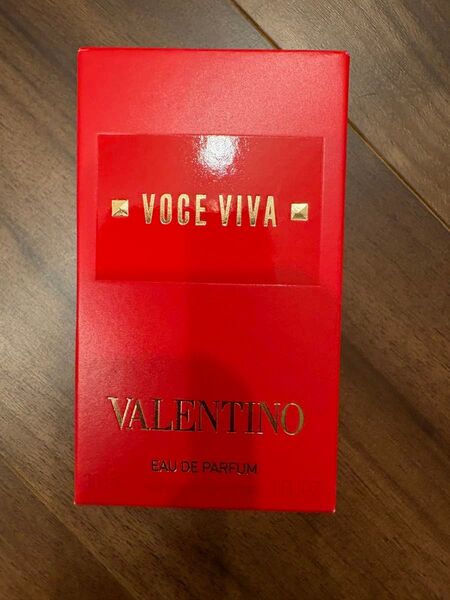 VOCE VIVA
VALENTINO
EAU DE PARFUM